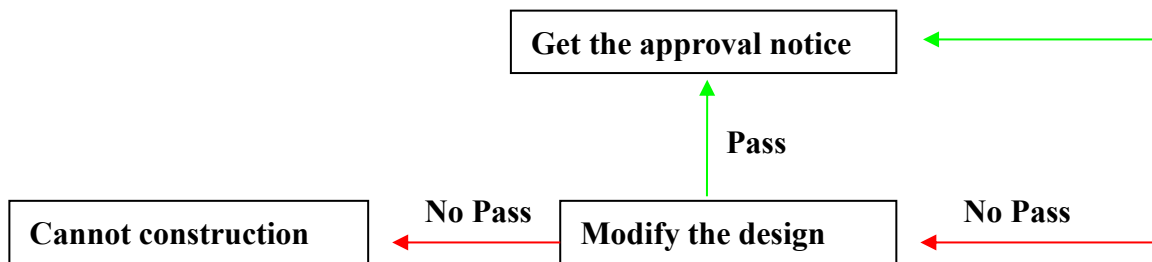 Get the approval notice
Pass
No Pass
No Pass
Cannot construction
Modify the design